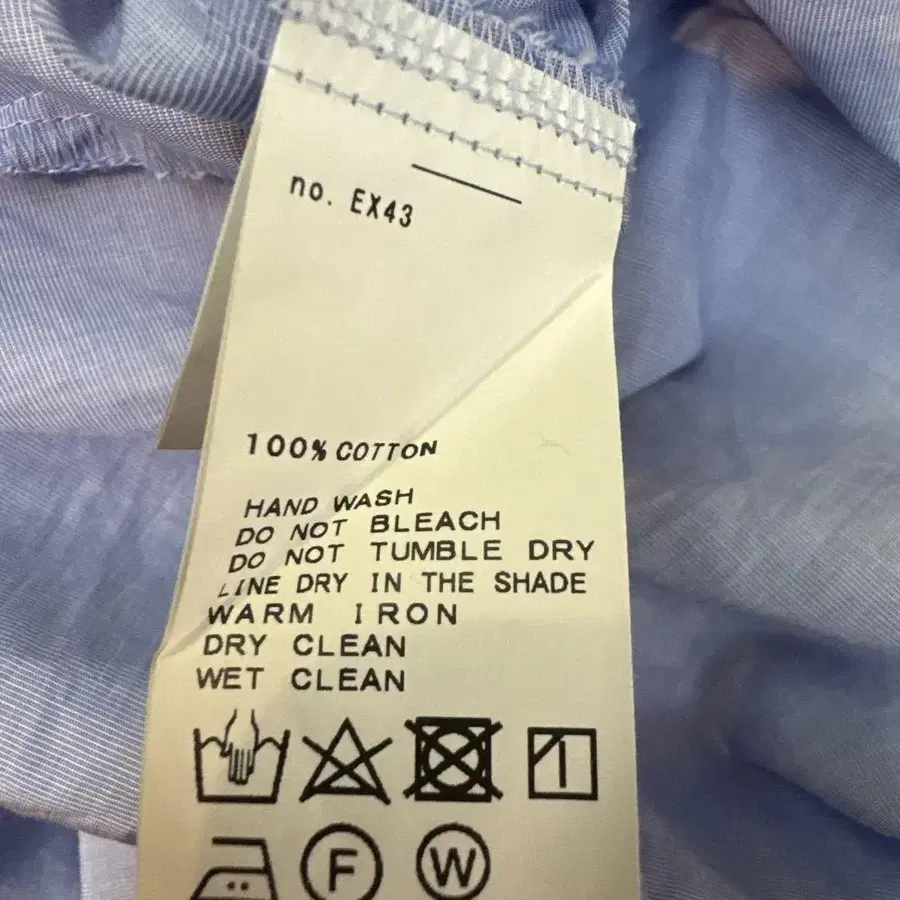 no. EX43
100% COTTON
HAND WASH
DO NOT BLEACH
DO NOT TUMBLE DRY
LINE DRY IN THE SHADE
WARM IRON
DRY CLEAN
WET CLEAN
F W